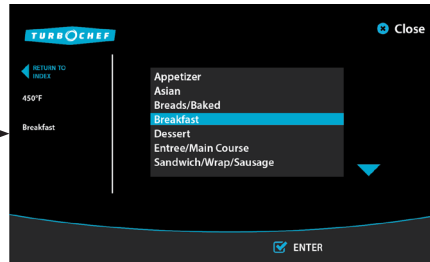 TURBOCHEF
Close
RETURN TO
INDEX
450°F
Breakfast
Appetizer
Asian
Breads/Baked
Breakfast
Dessert
Entree/Main Course
Sandwich/Wrap/Sausage
ENTER